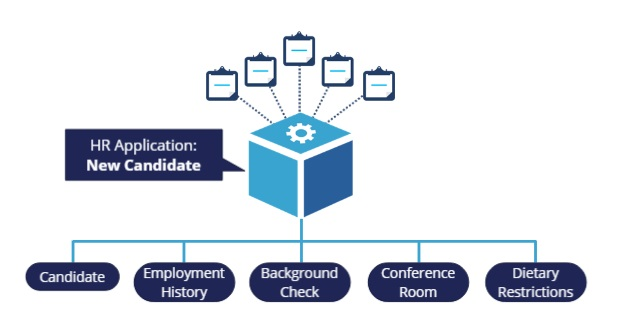 HR Application:
New Candidate
Candidate
Employment
History
Background
Check
Conference
Room
Dietary
Restrictions